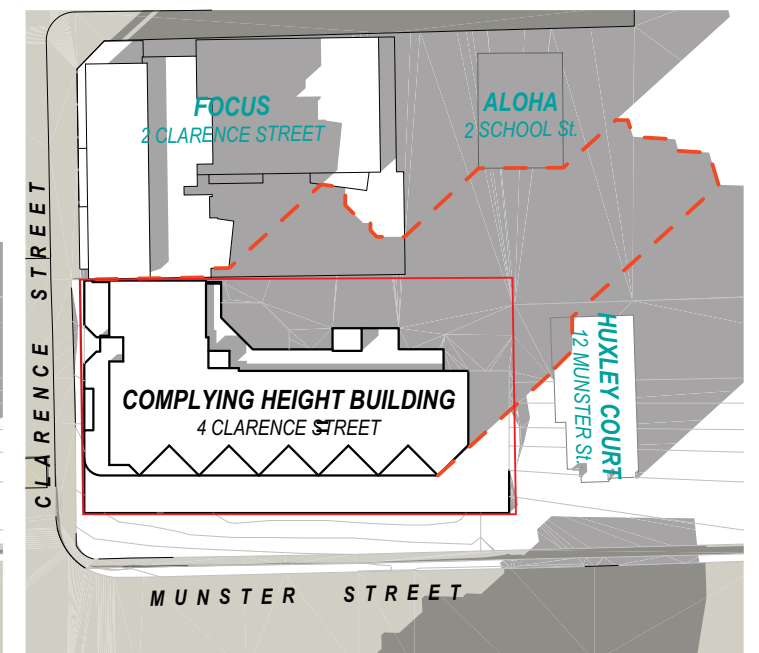 FOCUS
2 CLARENCE STREET
ALOHA
2 SCHOOL St.
CLARENCE STREET
COMPLYING HEIGHT BUILDING
4 CLARENCE STREET
HUXLEY COURT
12 MUNSTER St.
MUNSTER STREET